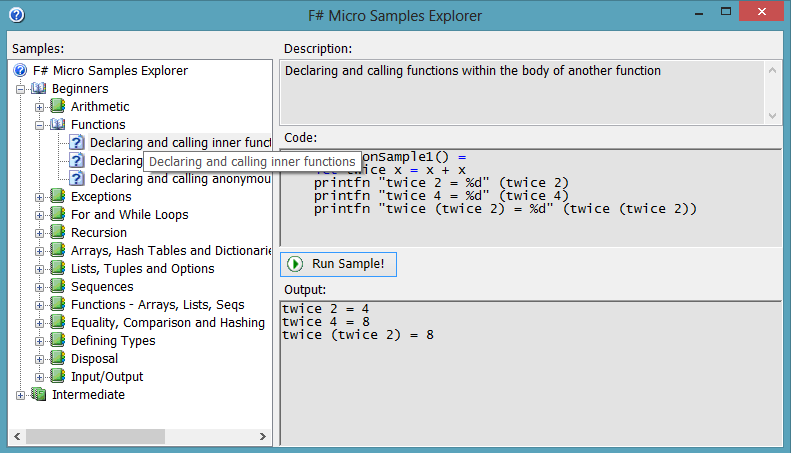 F# Micro Samples Explorer
Samples:
F# Micro Samples Explorer
Beginners
Arithmetic
Functions
Declaring and calling inner funct
Declaring
Declaring and calling inner functions
Declaring and calling anonymou
Exceptions
For and While Loops
Recursion
Arrays, Hash Tables and Dictionarie
Lists, Tuples and Options
Sequences
Functions - Arrays, Lists, Seqs
Equality, Comparison and Hashing
Defining Types
Disposal
Input/Output
Intermediate
Description:
Declaring and calling functions within the body of another function
Code:
onSample1() =
twice x = x + x
printfn "twice 2 = %d" (twice 2)
printfn "twice 4 = %d" (twice 4)
printfn "twice (twice 2) = %d" (twice (twice 2))
Run Sample!
Output:
twice 2 = 4
twice 4 = 8
twice (twice 2) = 8